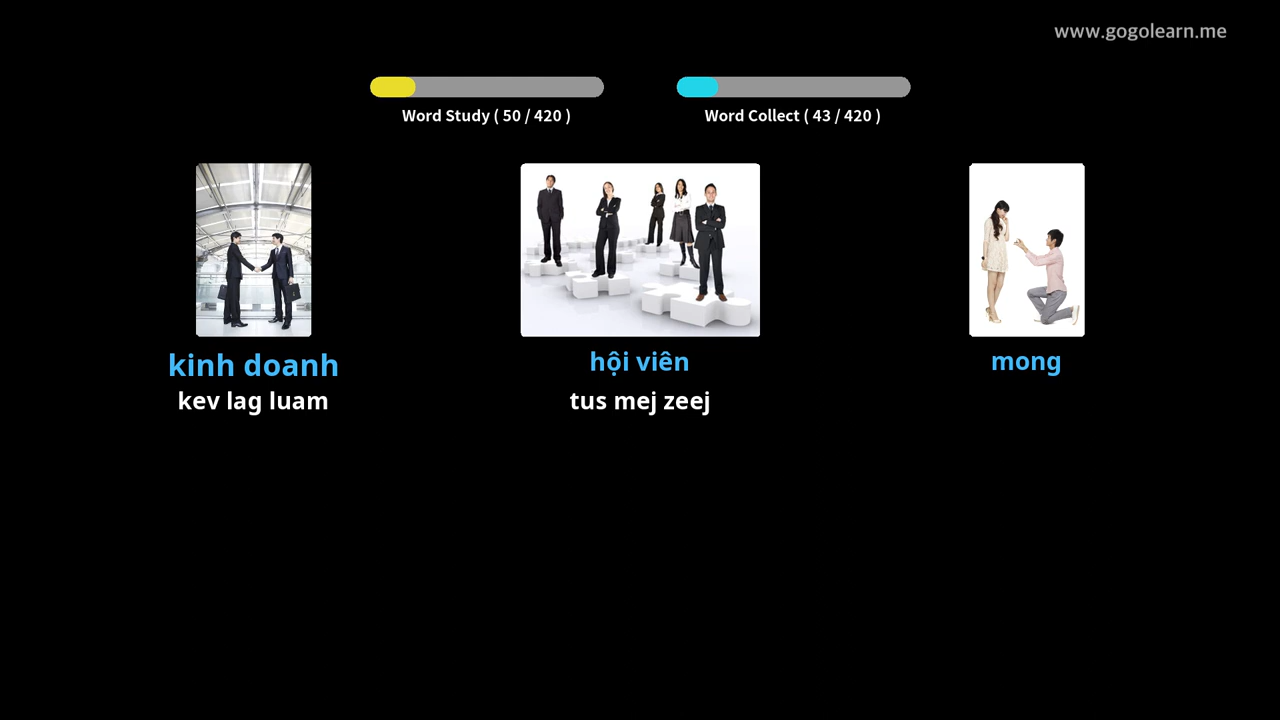 www.gogolearn.me
Word Study ( 50 / 420 )
Word Collect ( 43 / 420 )
kinh doanh
kev lag luam
hội viên
tus mej zeej
mong